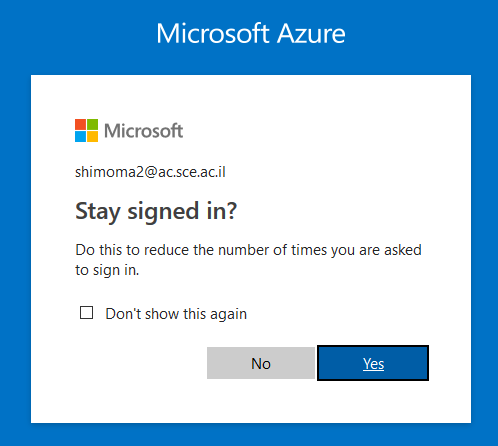 Microsoft Azure
Microsoft
shimoma2@ac.sce.ac.il
Stay signed in?
Do this to reduce the number of times you are asked
to sign in.
Don't show this again
No
Yes